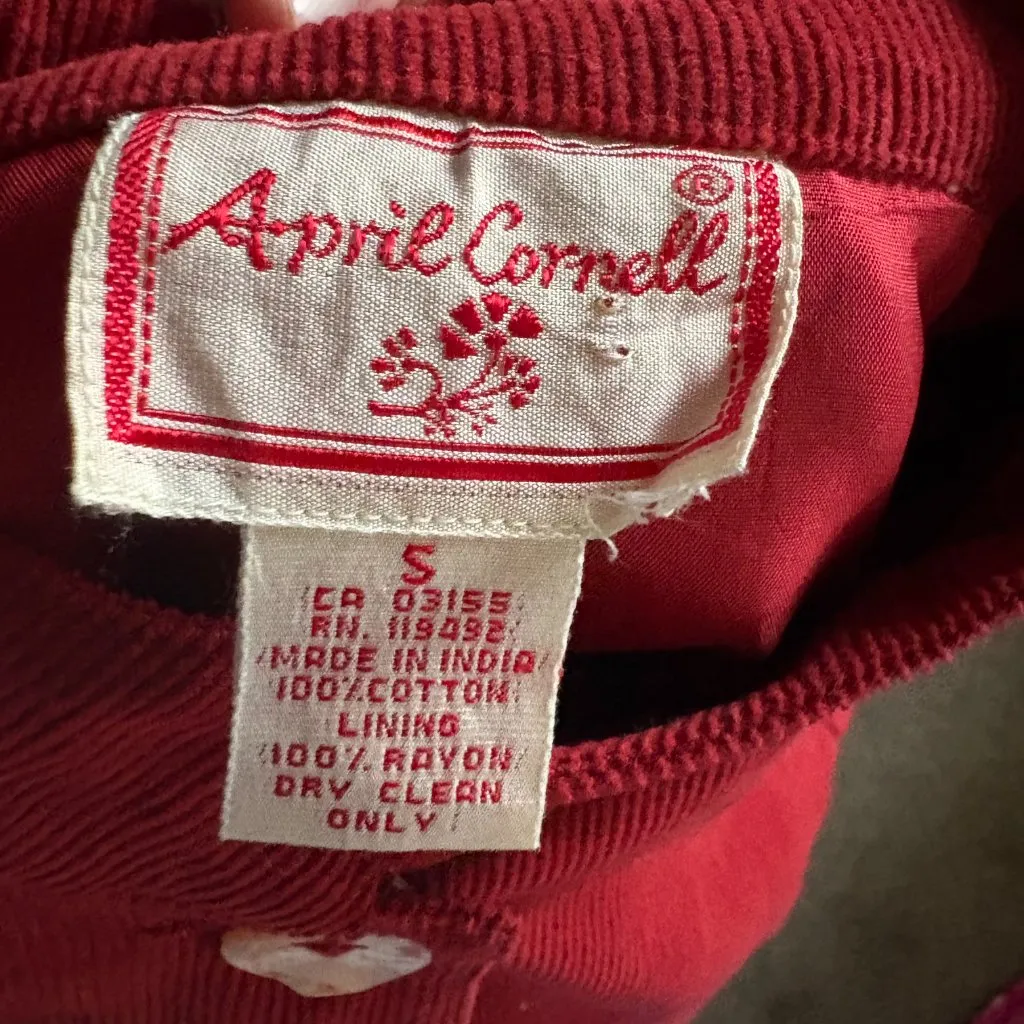 April Cornell ®
S
CA 03155
RN. 119492
MADE IN INDIA
100% COTTON
LINING
100% RAYON
DRY CLEAN
ONLY